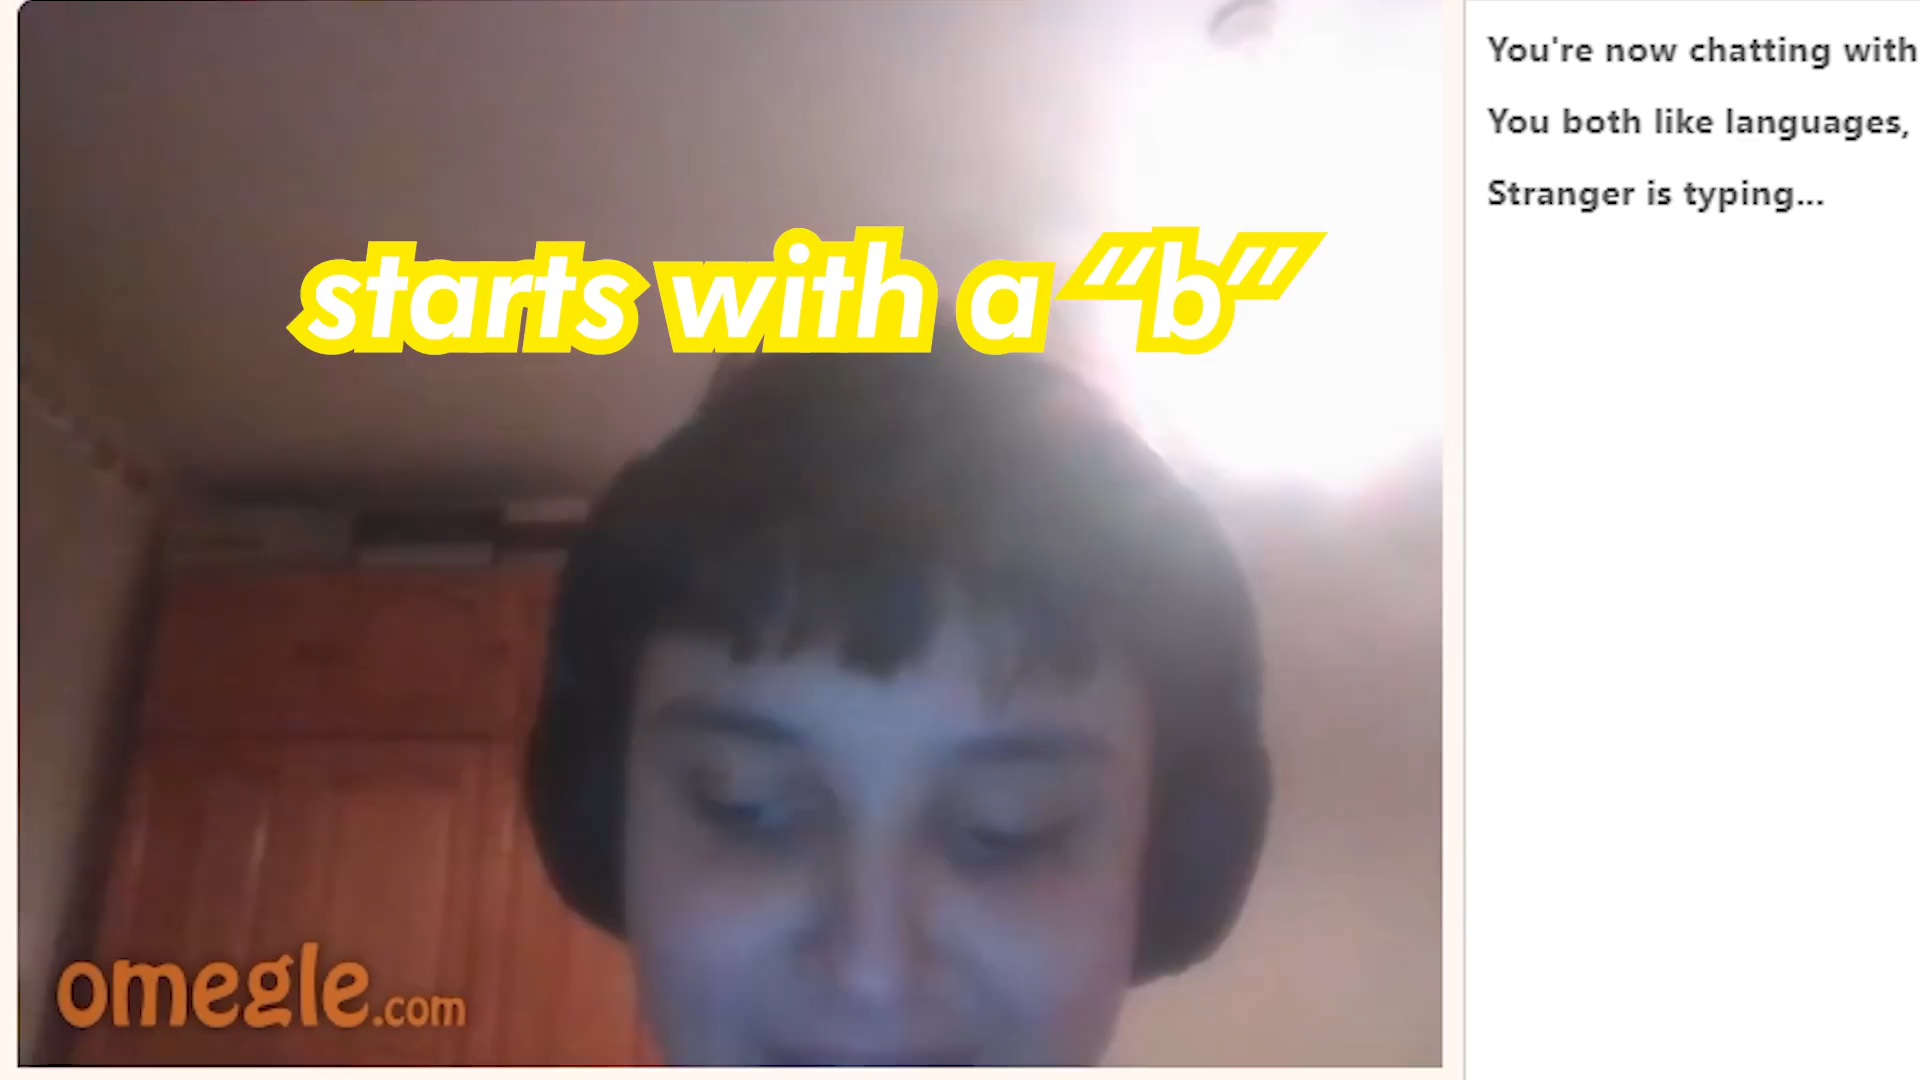 starts with a “b”
omegle.com
You're now chatting with
You both like languages,
Stranger is typing...